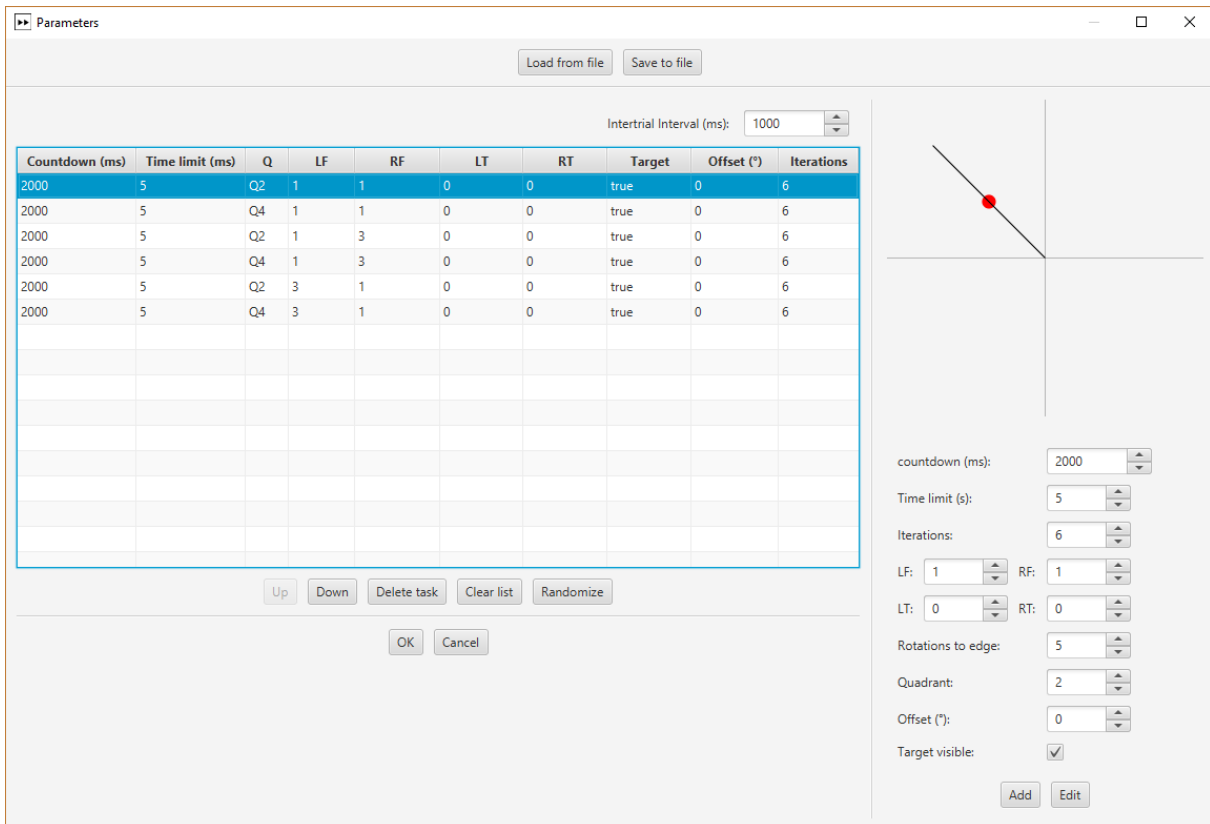 Parameters
Load from file Save to file
Intertrial Interval (ms): 1000
Countdown (ms) Time limit (ms) Q LF RF LT RT Target Offset (°) Iterations
2000 5 Q2 1 1 0 0 true 0 6
2000 5 Q4 1 1 0 0 true 0 6
2000 5 Q2 1 3 0 0 true 0 6
2000 5 Q4 1 3 0 0 true 0 6
2000 5 Q2 3 1 0 0 true 0 6
2000 5 Q4 3 1 0 0 true 0 6
Up Down Delete task Clear list Randomize
OK Cancel
countdown (ms): 2000
Time limit (s): 5
Iterations: 6
LF: 1 RF: 1
LT: 0 RT: 0
Rotations to edge: 5
Quadrant: 2
Offset (°): 0
Target visible:
Add Edit